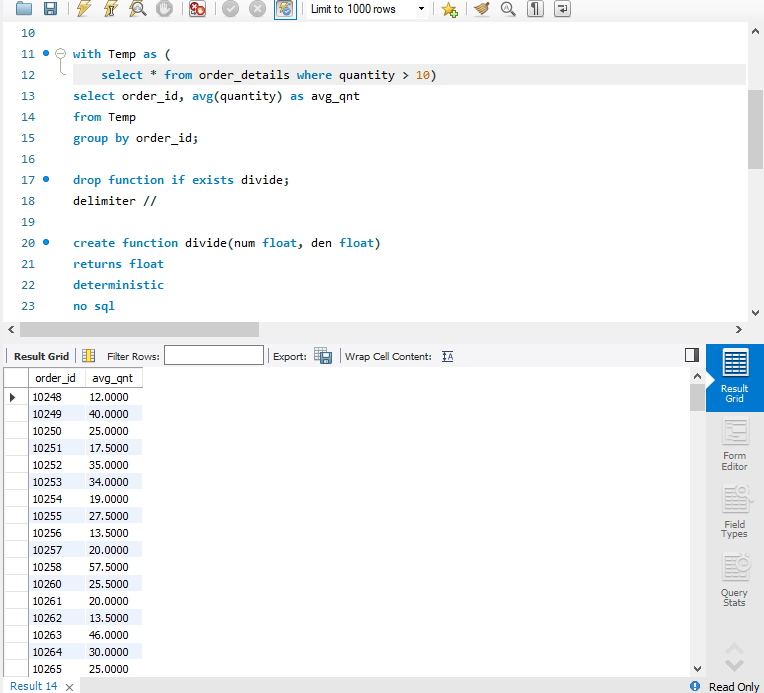 Limit to 1000 rows
10
11 with Temp as (
12 select * from order_details where quantity > 10)
13 select order_id, avg(quantity) as avg_qnt
14 from Temp
15 group by order_id;
16
17 drop function if exists divide;
18 delimiter //
19
20 create function divide(num float, den float)
21 returns float
22 deterministic
23 no sql
Result Grid Filter Rows: Export: Wrap Cell Content:
order_id avg_qnt
10248 12.0000
10249 40.0000
10250 25.0000
10251 17.5000
10252 35.0000
10253 34.0000
10254 19.0000
10255 27.5000
10256 13.5000
10257 20.0000
10258 57.5000
10260 25.5000
10261 20.0000
10262 13.5000
10263 46.0000
10264 30.0000
10265 25.0000
Result
Grid
Form
Editor
Field
Types
Query
Stats
Result 14
Read Only